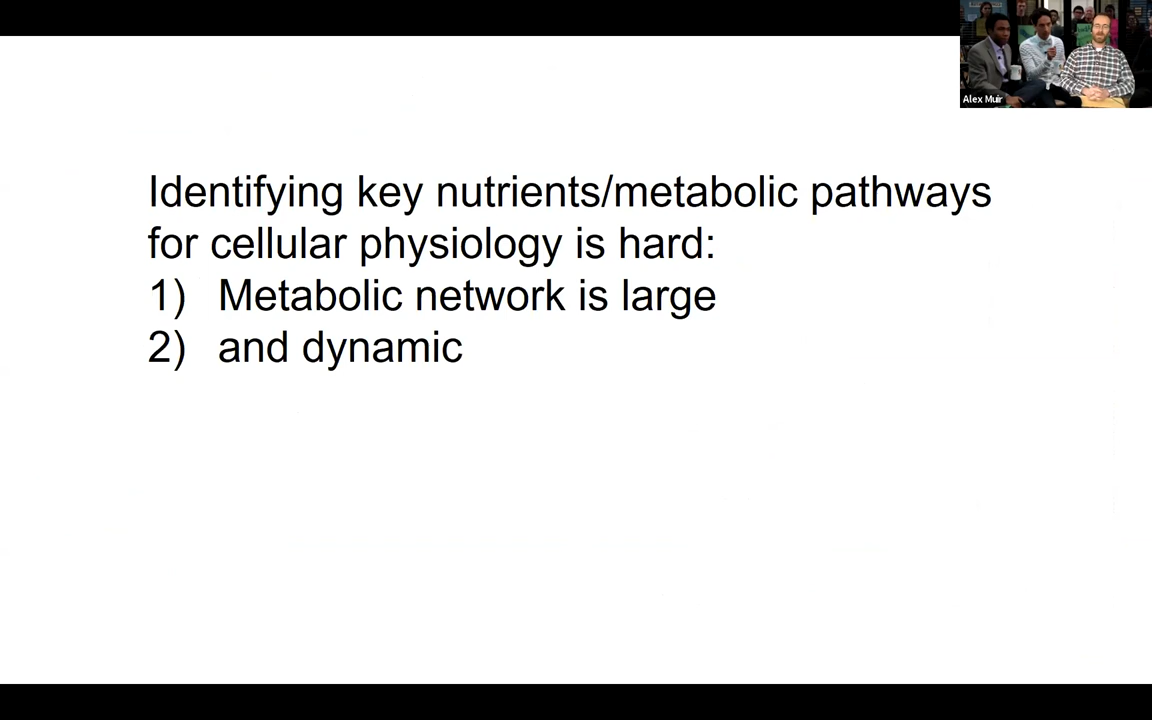 Alex Muir
Identifying key nutrients/metabolic pathways
for cellular physiology is hard:
1) Metabolic network is large
2) and dynamic